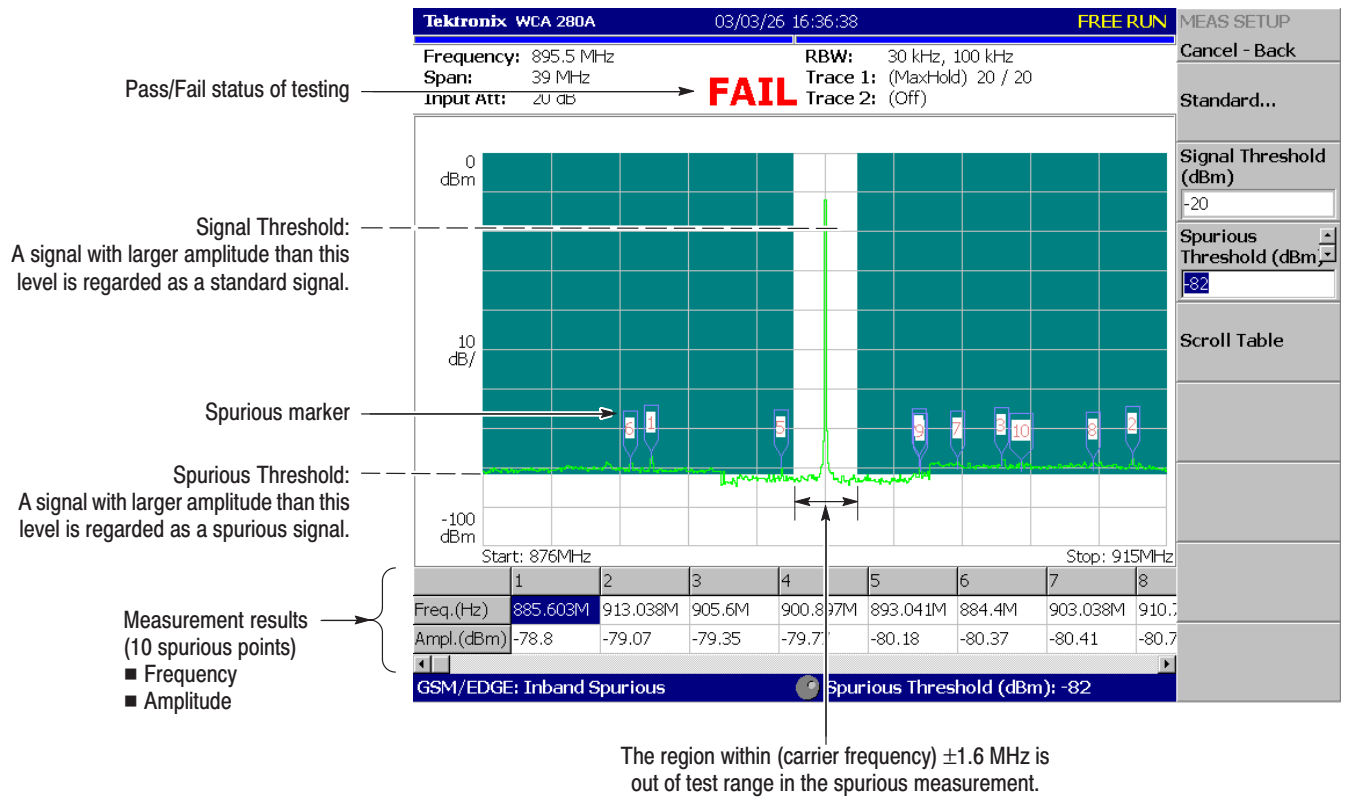 Tektronix WCA 280A 03/03/26 16:36:38 FREE RUN
MEAS SETUP
Cancel - Back
Frequency: 895.5 MHz
Span: 39 MHz
Input Att: 20 dB
FAIL
RBW: 30 kHz, 100 kHz
Trace 1: (MaxHold) 20 / 20
Trace 2: (Off)
Pass/Fail status of testing
Standard...
Signal Threshold
(dBm)
-20
Spurious
Threshold (dBm)
-82
Scroll Table
0
dBm
Signal Threshold:
A signal with larger amplitude than this
level is regarded as a standard signal.
10
dB/
Spurious marker
6 1 5 9 7 3 10 8 2
Spurious Threshold:
A signal with larger amplitude than this
level is regarded as a spurious signal.
-100
dBm
Start: 876MHz Stop: 915MHz
1 2 3 4 5 6 7 8
Freq.(Hz) 885.603M 913.038M 905.6M 900.897M 893.041M 884.4M 903.038M 910.7
Ampl.(dBm) -78.8 -79.07 -79.35 -79.77 -80.18 -80.37 -80.41 -80.7
Measurement results
(10 spurious points)
■ Frequency
■ Amplitude
GSM/EDGE: Inband Spurious Spurious Threshold (dBm): -82
The region within (carrier frequency) ±1.6 MHz is
out of test range in the spurious measurement.